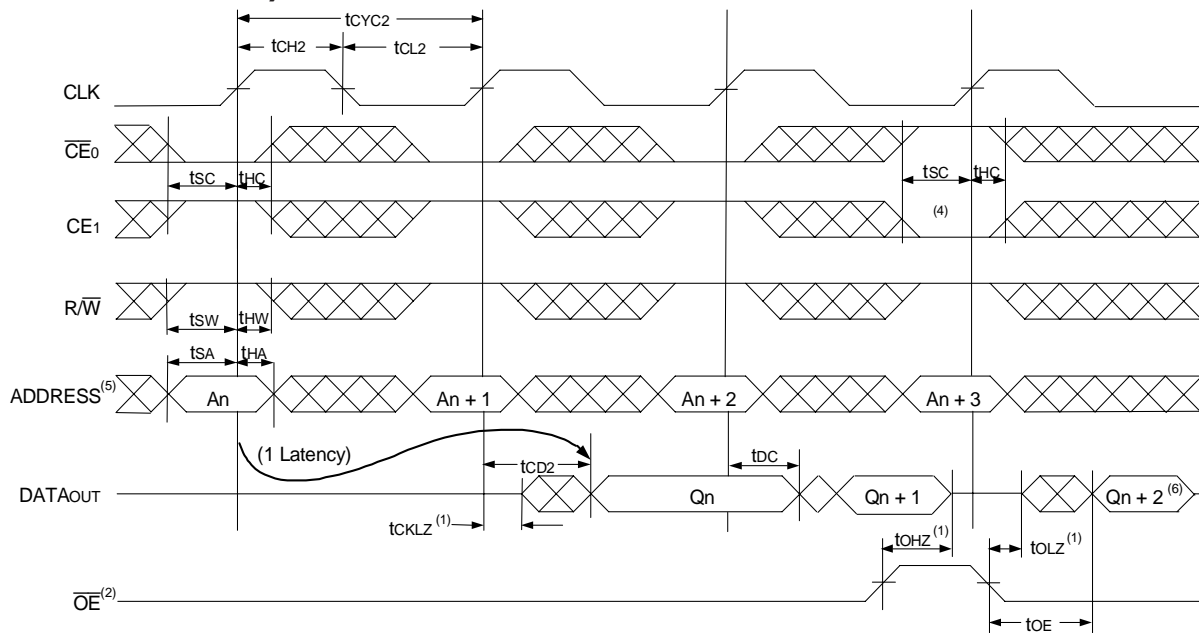 tCYC2
tCH2 tCL2
CLK
CE0
tSC tHC tSC tHC
CE1 (4)
R/W
tSW tHW
tSA tHA
ADDRESS(5) An An + 1 An + 2 An + 3
(1 Latency) tCD2 tDC
DATAOUT Qn Qn + 1 Qn + 2 (6)
tCKLZ (1) tOHZ (1) tOLZ (1)
OE(2)
tOE